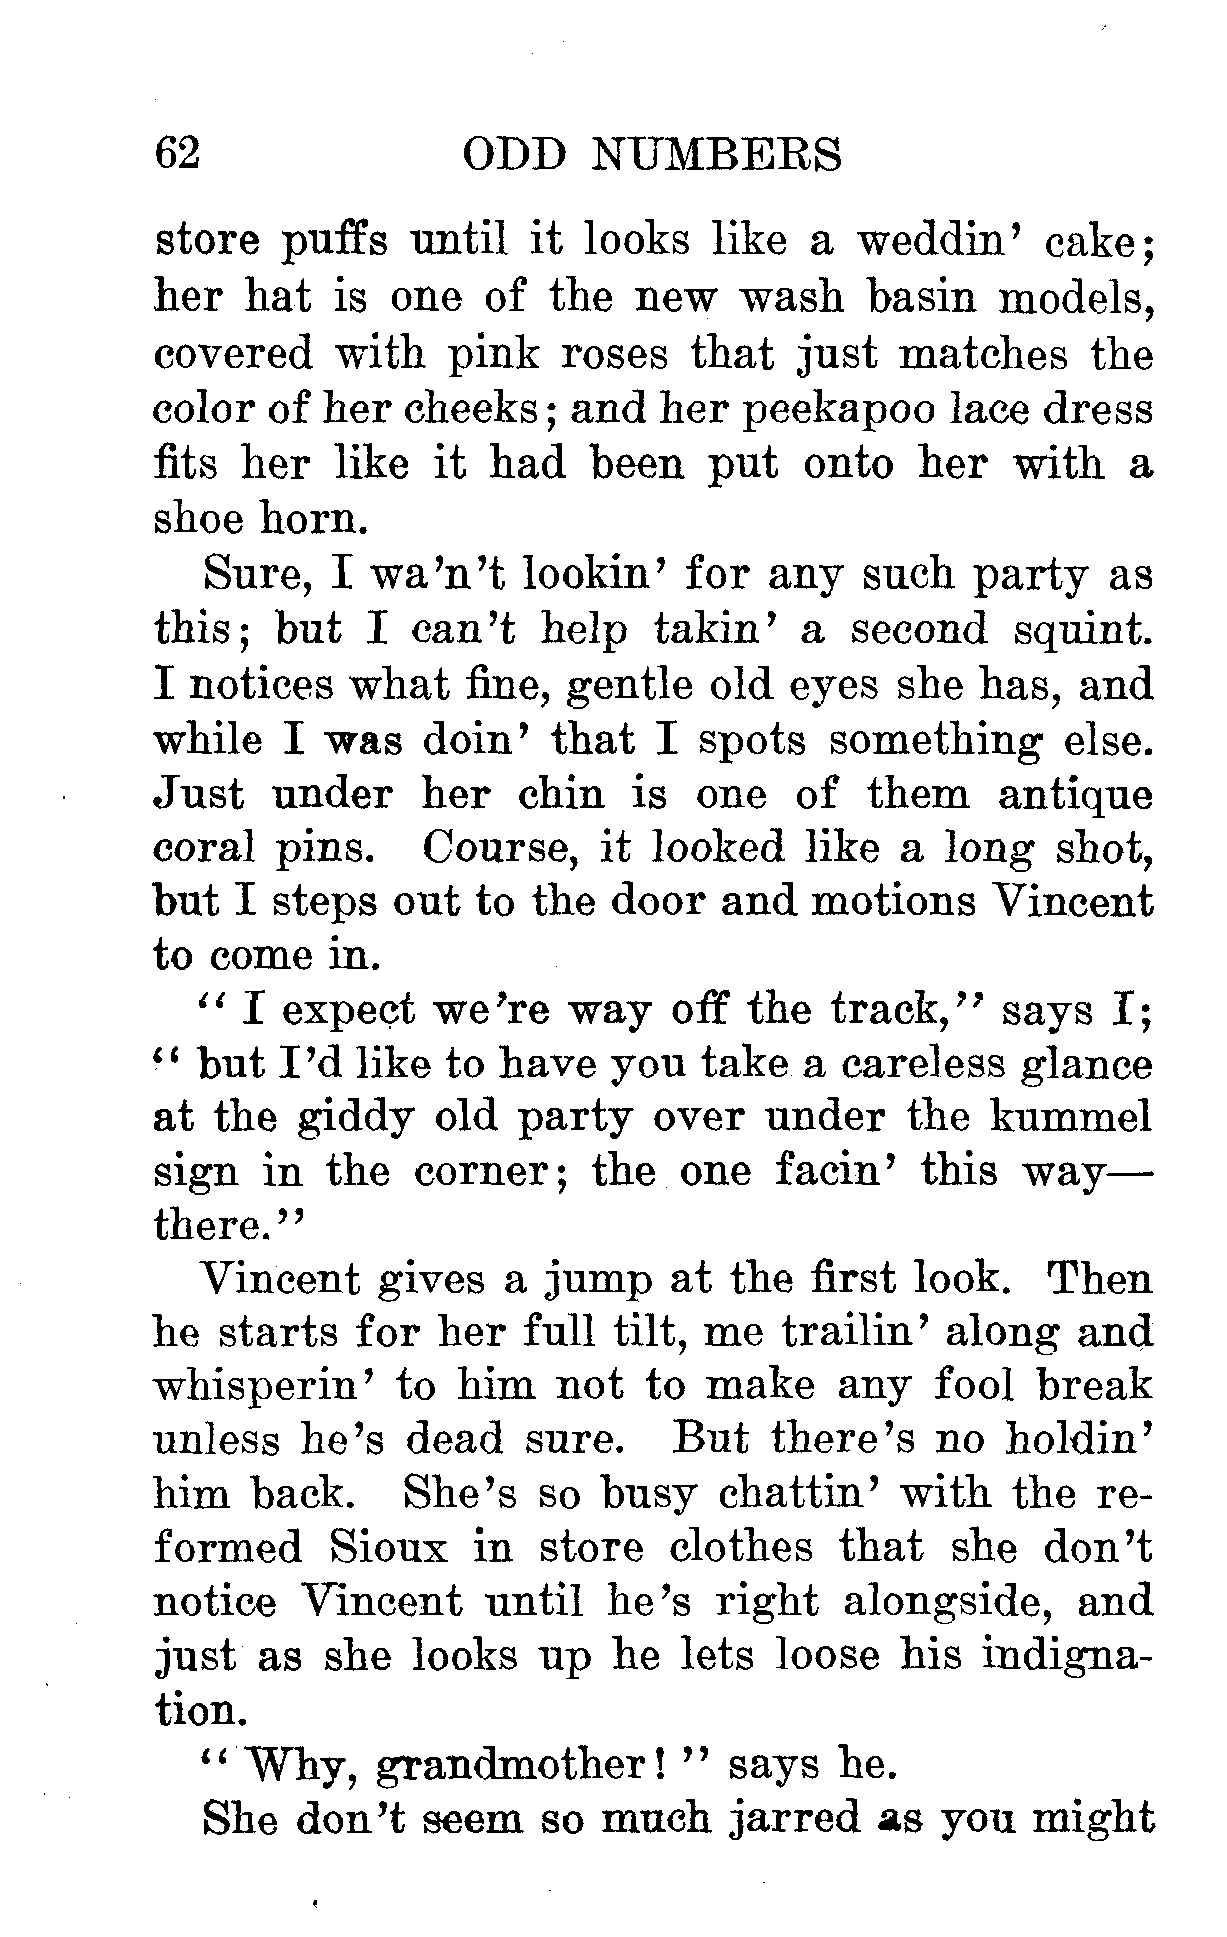 62 ODD NUMBERS
store puffs until it looks like a weddin' cake;
her hat is one of the new wash basin models,
covered with pink roses that just matches the
color of her cheeks; and her peekapoo lace dress
fits her like it had been put onto her with a
shoe horn.
Sure, I wa'n't lookin' for any such party as
this; but I can't help takin' a second squint.
I notices what fine, gentle old eyes she has, and
while I was doin' that I spots something else.
Just under her chin is one of them antique
coral pins. Course, it looked like a long shot,
but I steps out to the door and motions Vincent
to come in.
"I expect we're way off the track," says I;
"but I'd like to have you take a careless glance
at the giddy old party over under the kummel
sign in the corner; the one facin' this way—
there."
Vincent gives a jump at the first look. Then
he starts for her full tilt, me trailin' along and
whisperin' to him not to make any fool break
unless he's dead sure. But there's no holdin'
him back. She's so busy chattin' with the re-
formed Sioux in store clothes that she don't
notice Vincent until he's right alongside, and
just as she looks up he lets loose his indigna-
tion.
"Why, grandmother!" says he.
She don't seem so much jarred as you might